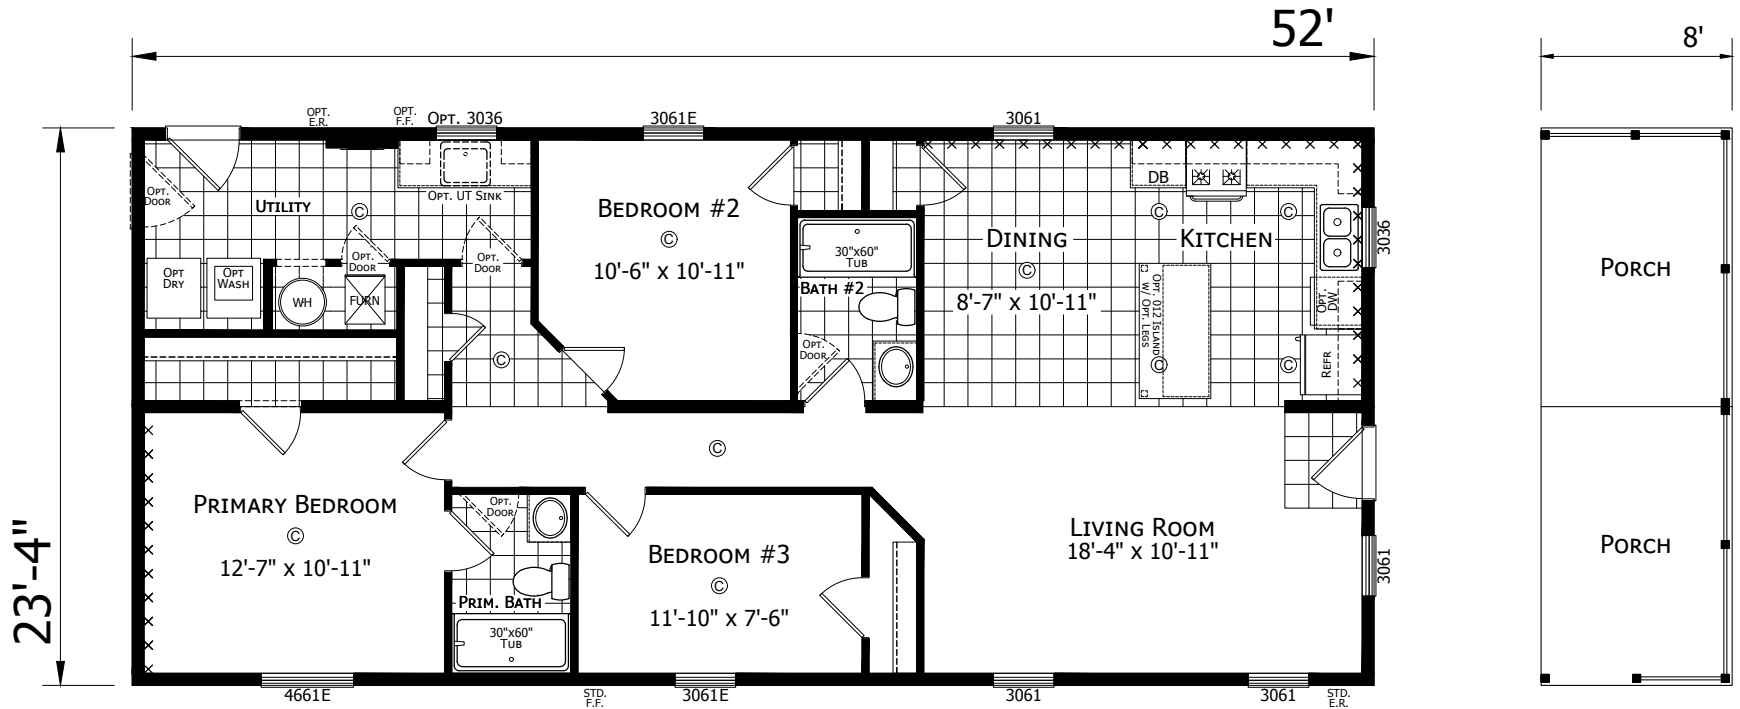 52'
8'
OPT.
E.R.
OPT.
F.F.
OPT. 3036
3061E
3061
OPT.
DOOR
UTILITY
©
OPT. UT SINK
BEDROOM #2
©
10'-6" X 10'-11"
30"x60"
TUB
BATH #2
DB
©
©
DINING
KITCHEN
©
8'-7" X 10'-11"
3036
PORCH
OPT
DRY
OPT
WASH
WH
OPT.
DOOR
FURN
OPT.
DOOR
©
OPT.
DOOR
OPT. 012 ISLAND
W/ OPT. LEGS
OPT.
DW
©
©
REFR
©
23'-4"
PRIMARY BEDROOM
©
12'-7" X 10'-11"
OPT.
DOOR
PRIM. BATH
30"x60"
TUB
BEDROOM #3
©
11'-10" X 7'-6"
LIVING ROOM
18'-4" X 10'-11"
3061
PORCH
4661E
STD.
F.F.
3061E
3061
3061
STD.
E.R.